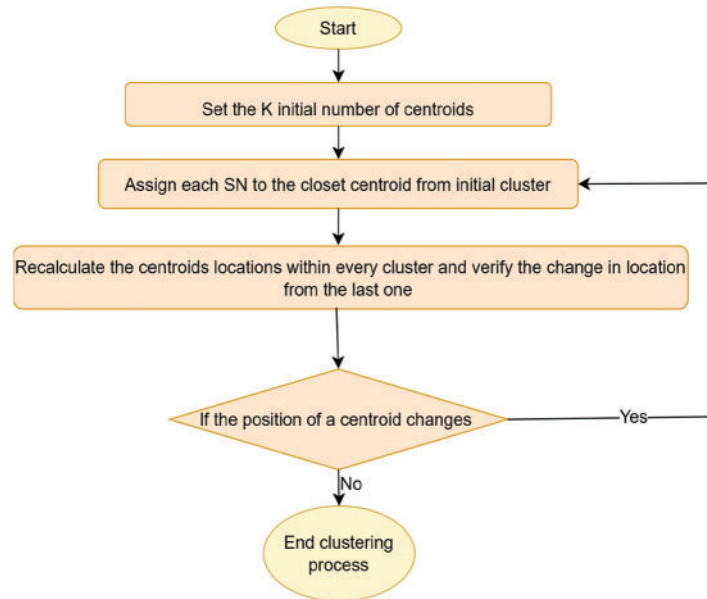 Start
Set the K initial number of centroids
Assign each SN to the closet centroid from initial cluster
Recalculate the centroids locations within every cluster and verify the change in location
from the last one
If the position of a centroid changes
Yes
No
End clustering
process